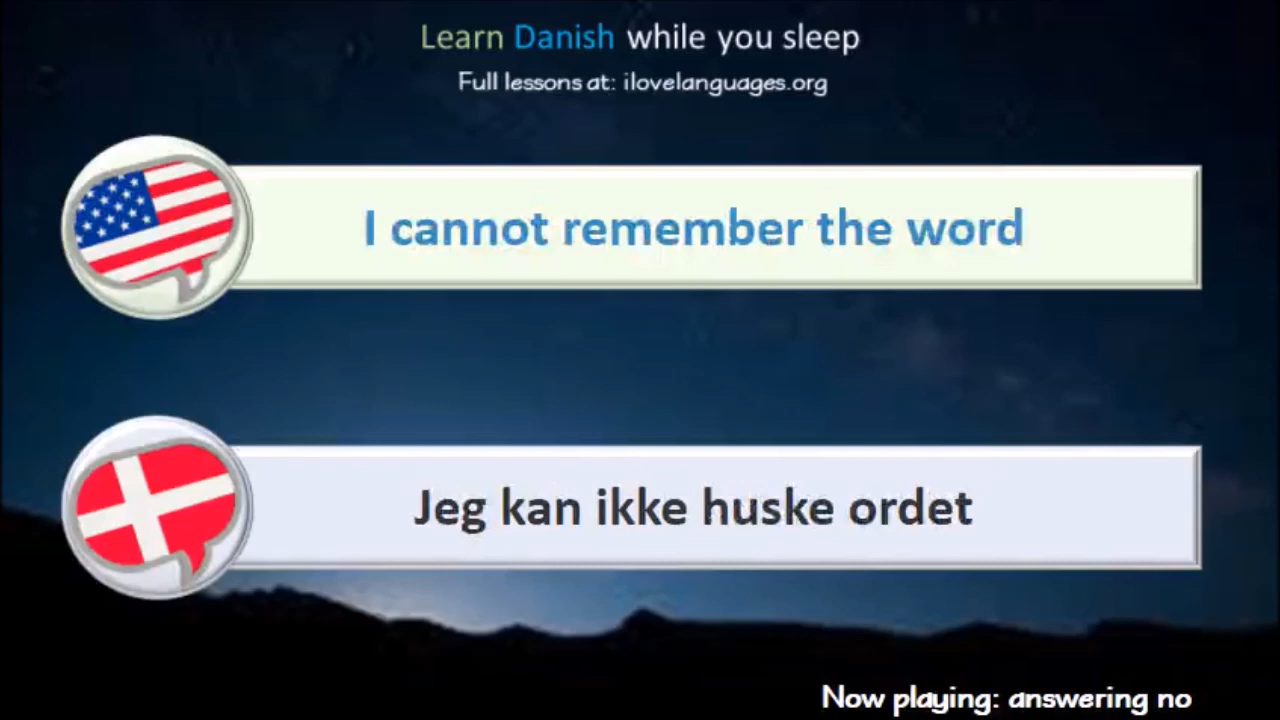 Learn Danish while you sleep
Full lessons at: ilovelanguages.org
I cannot remember the word
Jeg kan ikke huske ordet
Now playing: answering no